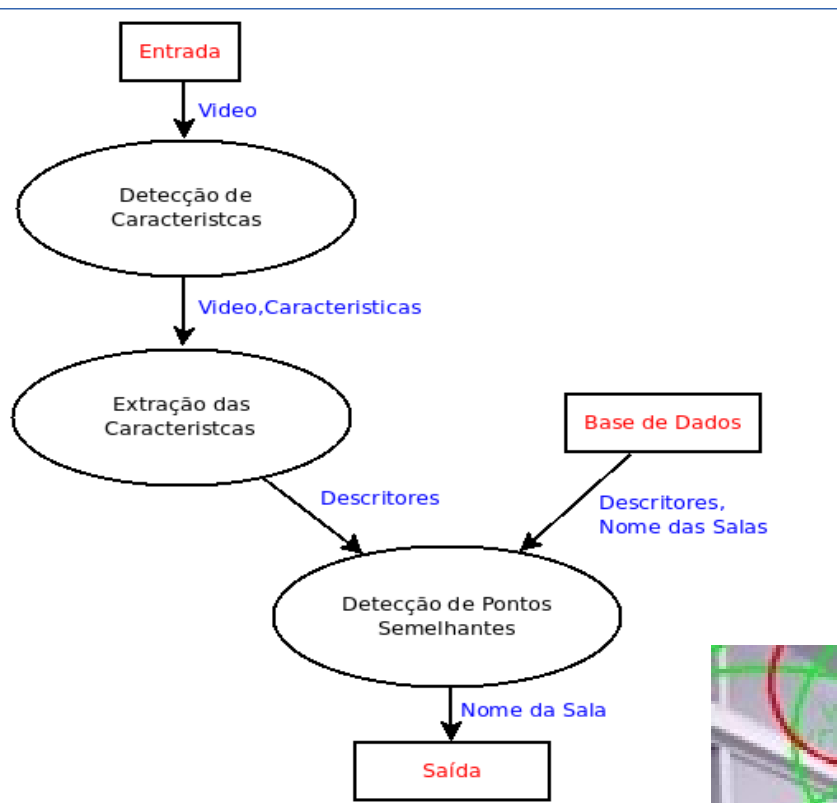 Entrada
Video
Detecção de
Caracteristcas
Video,Caracteristicas
Extração das
Caracteristcas
Base de Dados
Descritores
Descritores,
Nome das Salas
Detecção de Pontos
Semelhantes
Nome da Sala
Saída